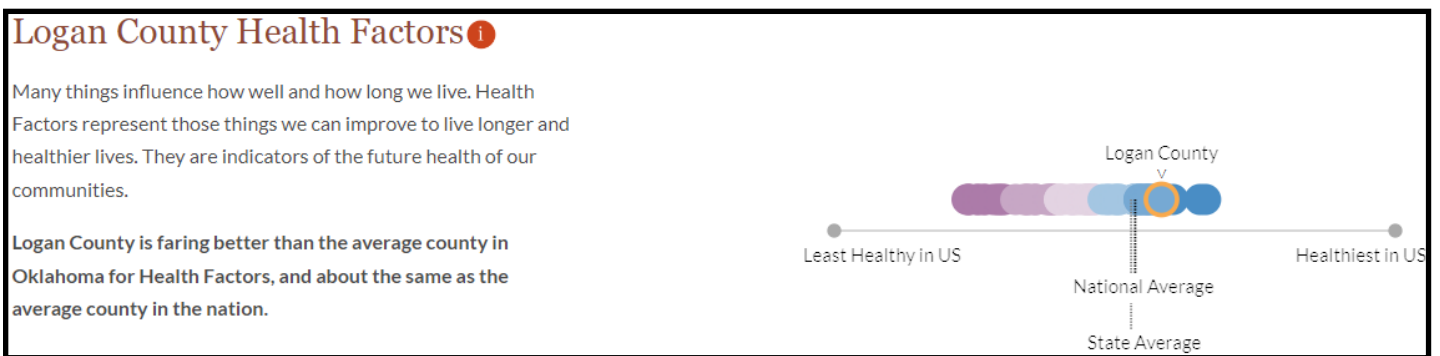 Logan County Health Factors i
Many things influence how well and how long we live. Health
Factors represent those things we can improve to live longer and
healthier lives. They are indicators of the future health of our
communities.
Logan County is faring better than the average county in
Oklahoma for Health Factors, and about the same as the
average county in the nation.
Logan County
Least Healthy in US
Healthiest in US
National Average
State Average